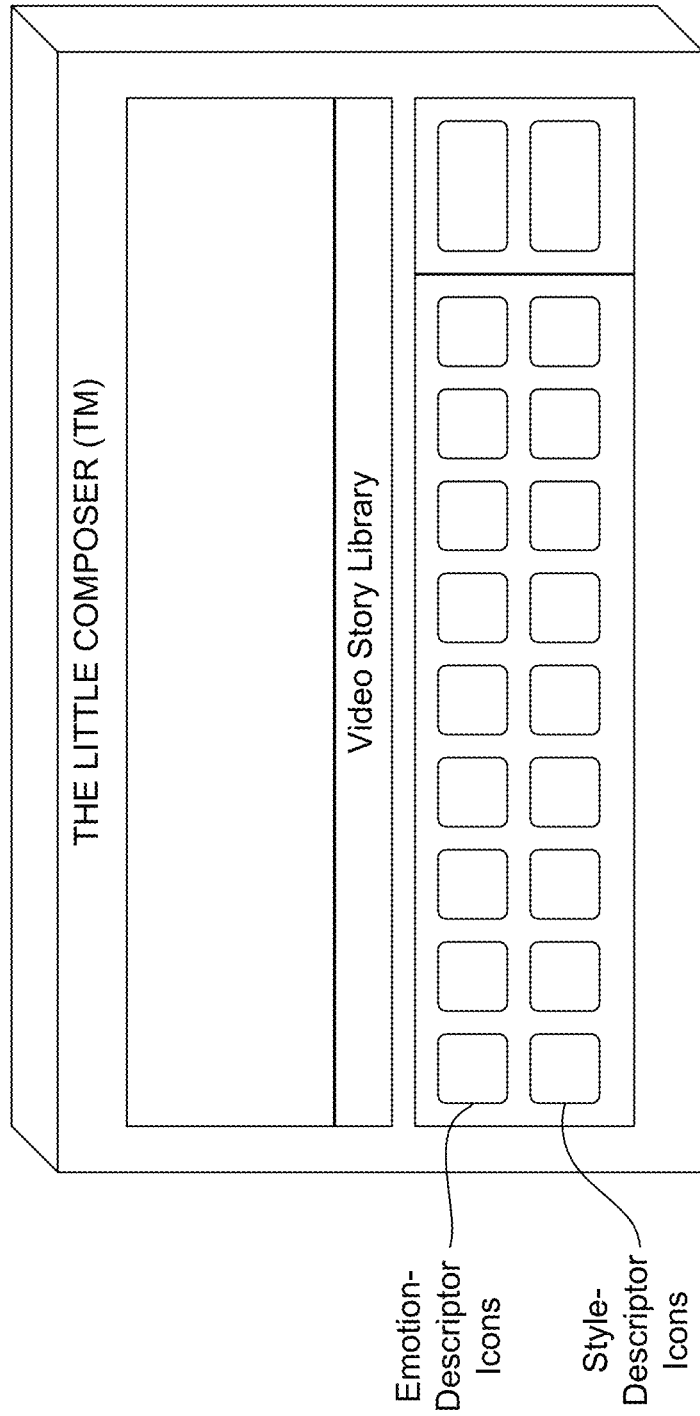 THE LITTLE COMPOSER (TM)
Video Story Library
Emotion-
Descriptor
Icons
Style-
Descriptor
Icons